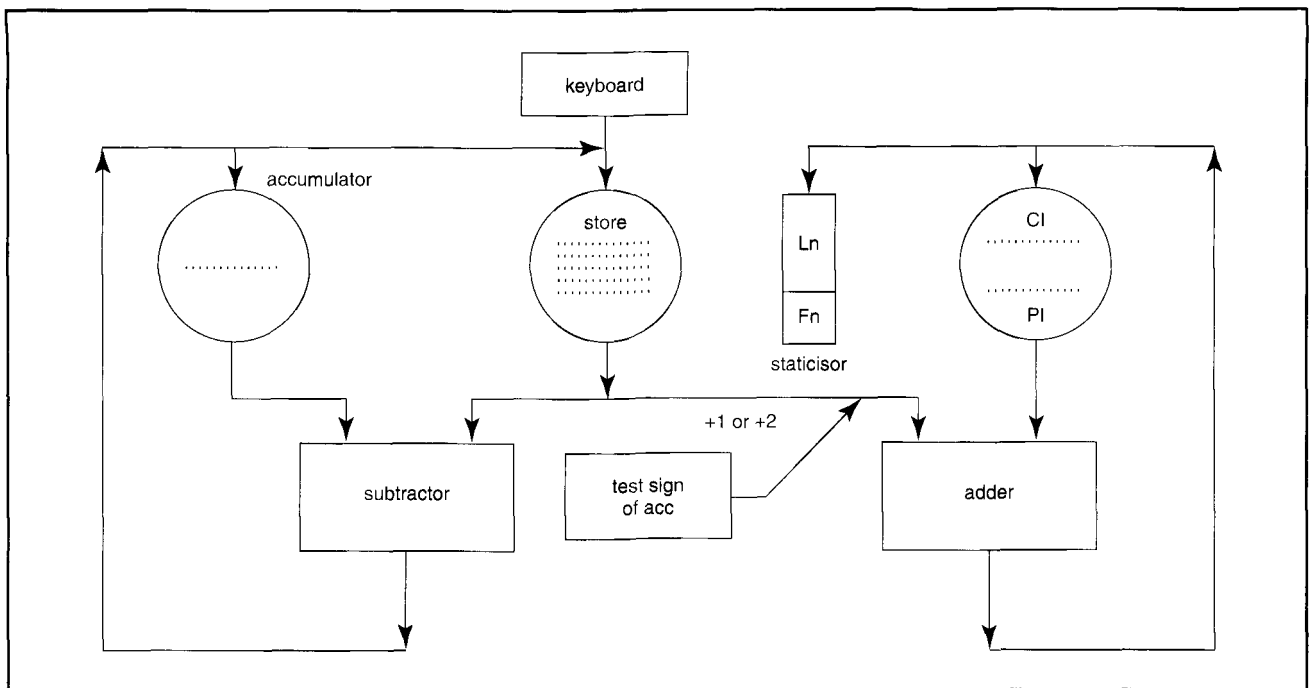 keyboard
accumulator
store
CI
PI
Ln
Fn
staticisor
+1 or +2
subtractor
test sign
of acc
adder